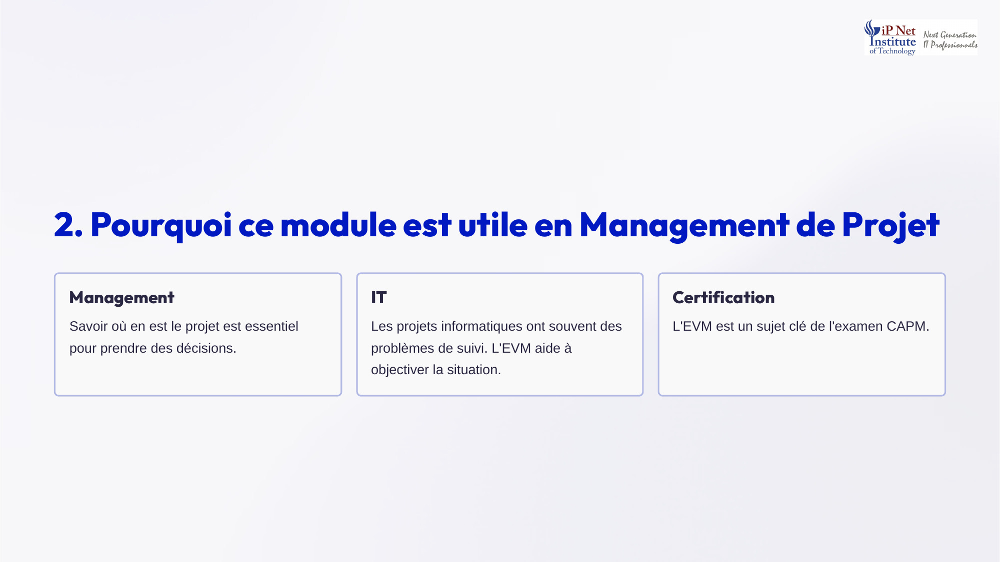 iP Net
Institute
of Technology
Next Generation
IT Professionnels
2. Pourquoi ce module est utile en Management de Projet
Management
Savoir où en est le projet est essentiel
pour prendre des décisions.
IT
Les projets informatiques ont souvent des
problèmes de suivi. L'EVM aide à
objectiver la situation.
Certification
L'EVM est un sujet clé de l'examen CAPM.